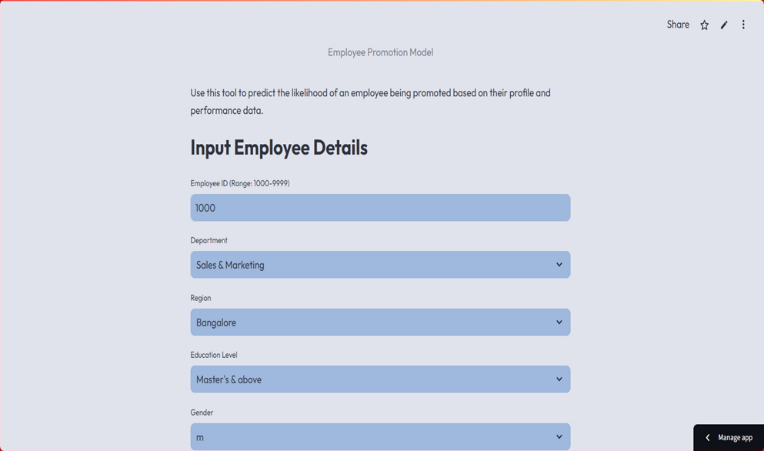 Share
Employee Promotion Model
Use this tool to predict the likelihood of an employee being promoted based on their profile and
performance data.
Input Employee Details
Employee ID (Range: 1000-9999)
1000
Department
Sales & Marketing
Region
Bangalore
Education Level
Master's & above
Gender
m
Manage app